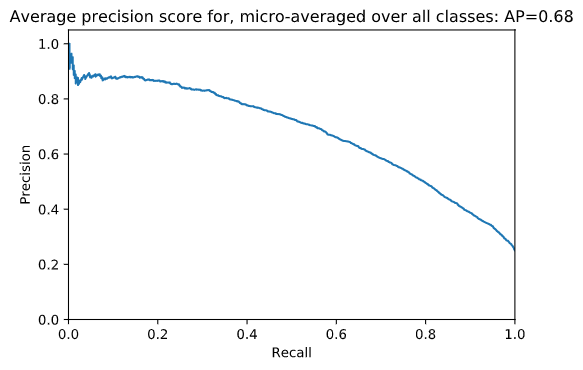 Average precision score for, micro-averaged over all classes: AP=0.68
1.0
0.8
0.6
0.4
0.2
0.0
Precision
0.0 0.2 0.4 0.6 0.8 1.0
Recall